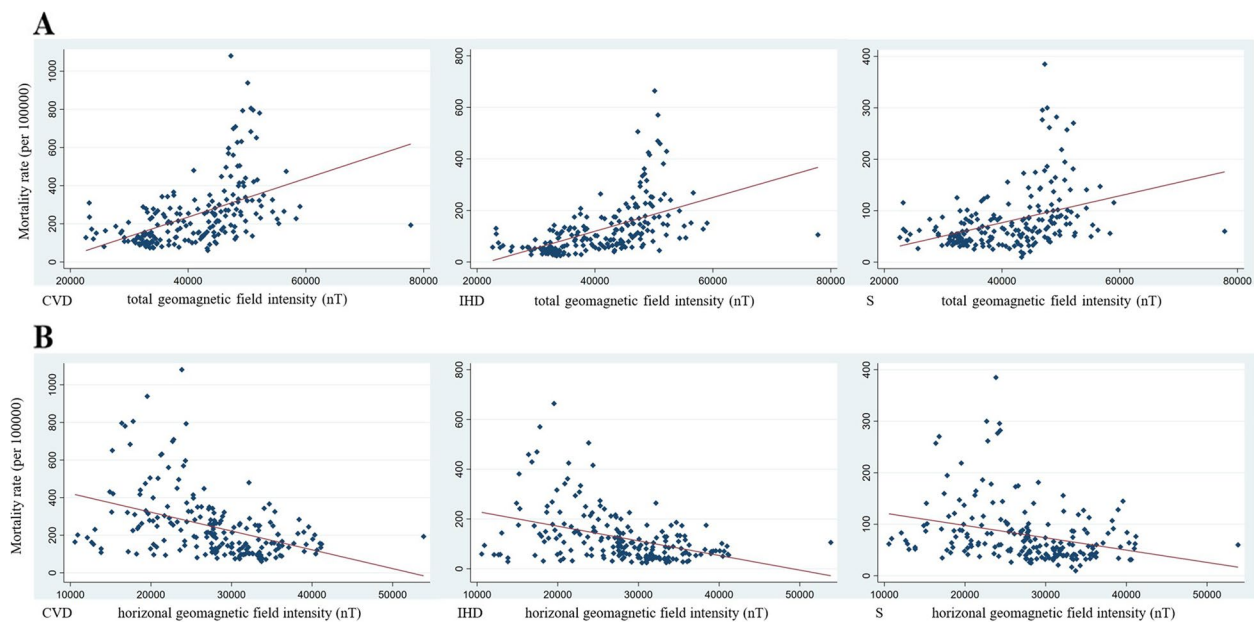 A
Mortality rate (per 100000)
0 200 400 600 800 1000
20000 40000 60000 80000
CVD total geomagnetic field intensity (nT)
0 200 400 600 800
20000 40000 60000 80000
IHD total geomagnetic field intensity (nT)
0 100 200 300 400
20000 40000 60000 80000
S total geomagnetic field intensity (nT)
B
Mortality rate (per 100000)
0 200 400 600 800 1000
10000 20000 30000 40000 50000
CVD horizonal geomagnetic field intensity (nT)
0 200 400 600 800
10000 20000 30000 40000 50000
IHD horizonal geomagnetic field intensity (nT)
0 100 200 300 400
10000 20000 30000 40000 50000
S horizonal geomagnetic field intensity (nT)